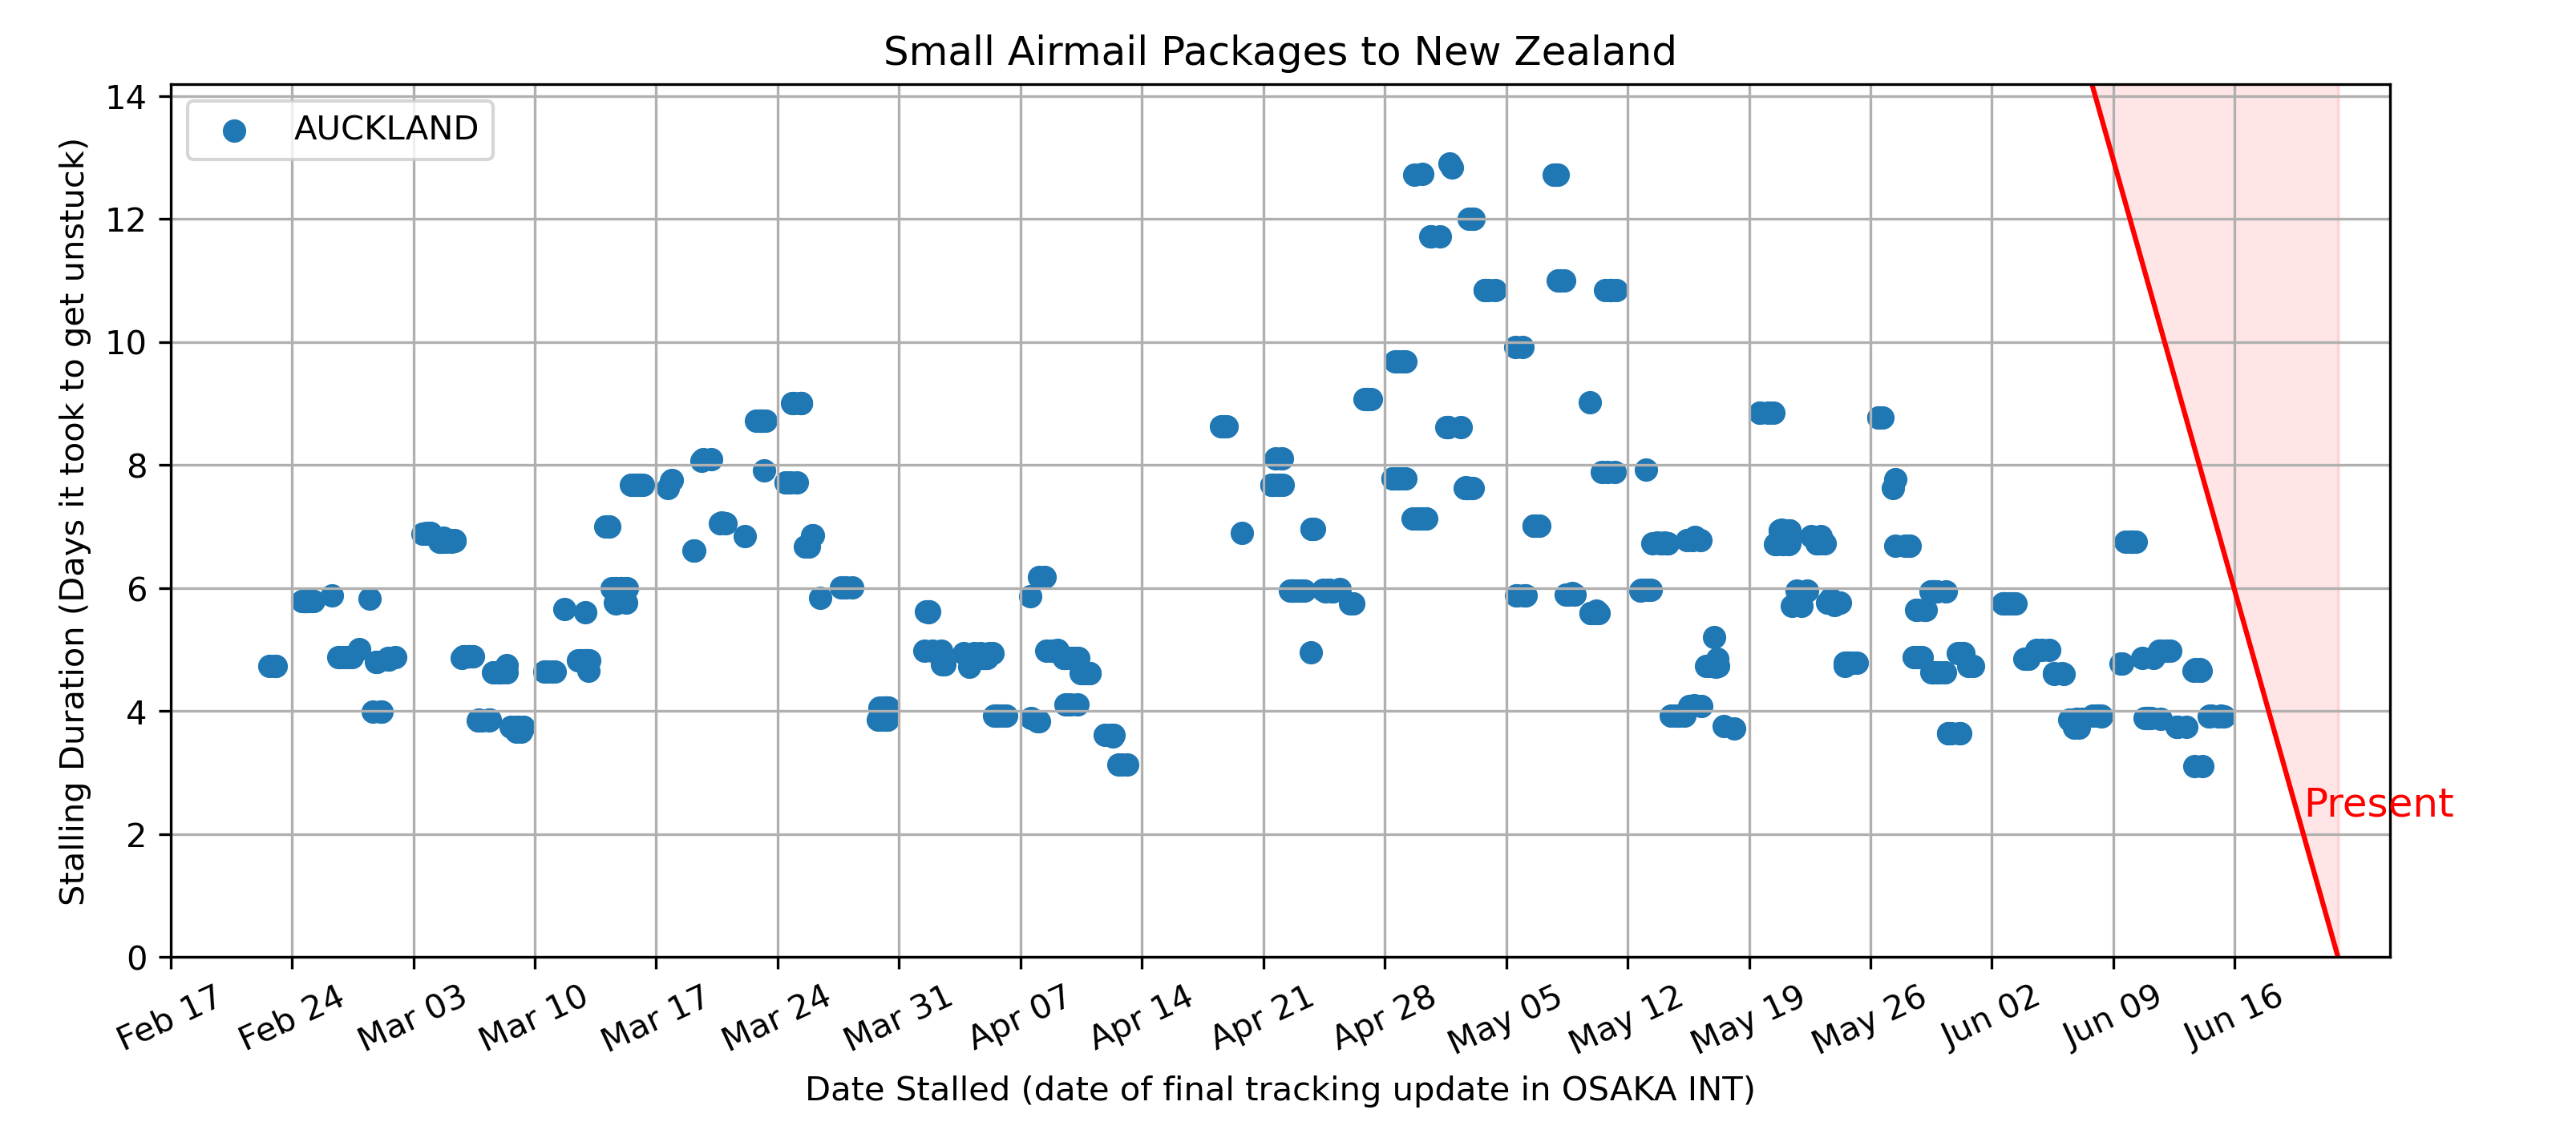 Small Airmail Packages to New Zealand
AUCKLAND
Stalling Duration (Days it took to get unstuck)
14
12
10
8
6
4
2
0
Present
Feb 17
Feb 24
Mar 03
Mar 10
Mar 17
Mar 24
Mar 31
Apr 07
Apr 14
Apr 21
Apr 28
May 05
May 12
May 19
May 26
Jun 02
Jun 09
Jun 16
Date Stalled (date of final tracking update in OSAKA INT)